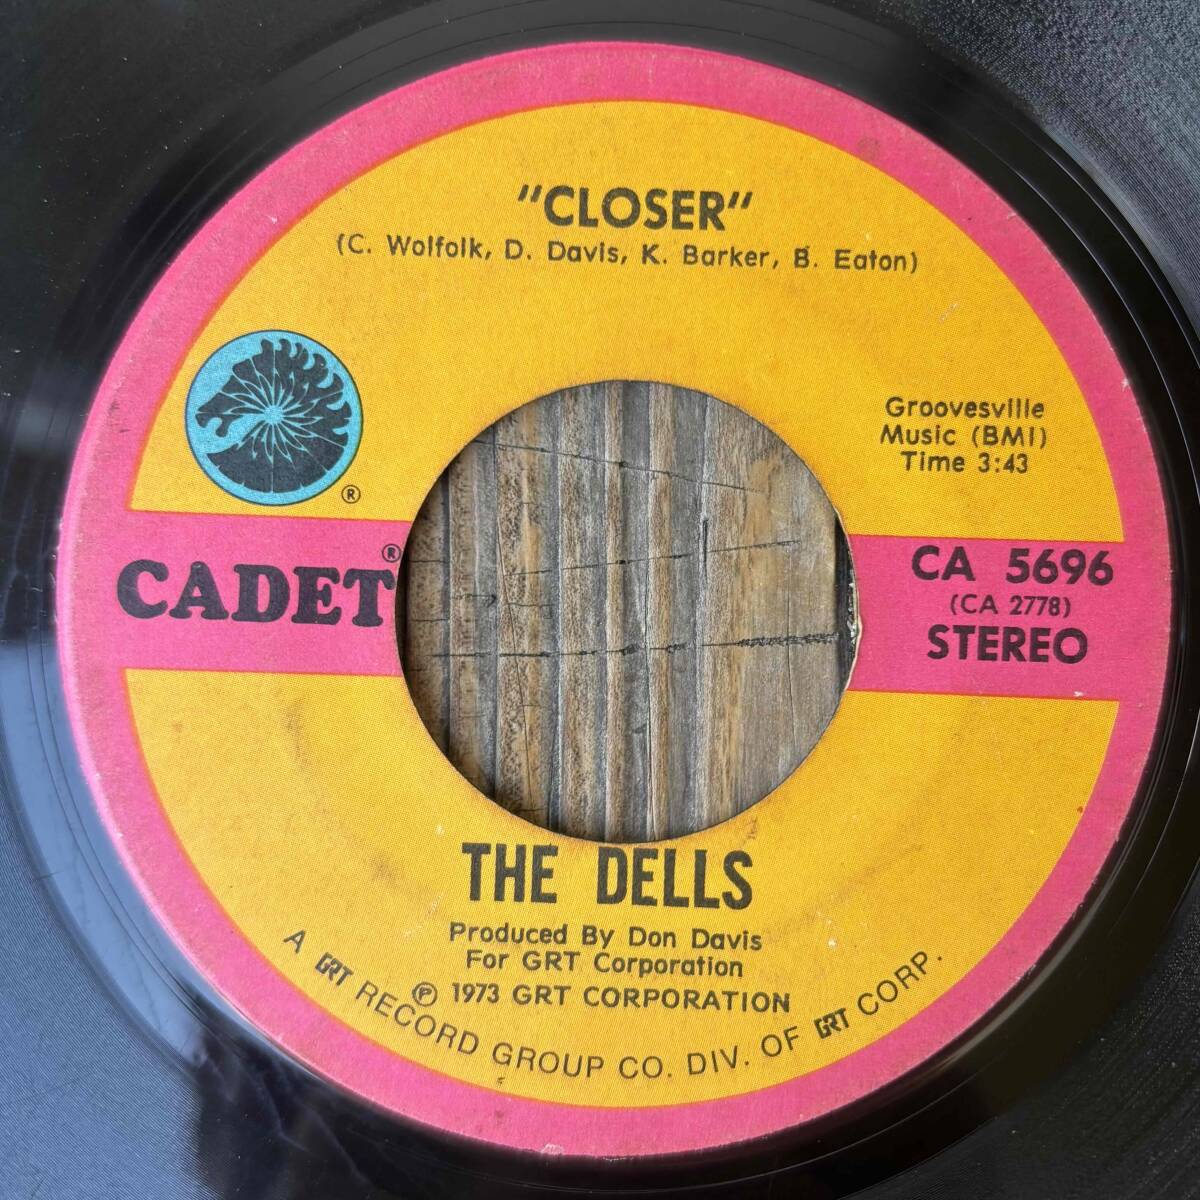 "CLOSER"
(C. Wolfolk, D. Davis, K. Barker, B. Eaton)
®
Groovesville
Music (BMI)
Time 3:43
CADET®
CA 5696
(CA 2778)
STEREO
THE DELLS
Produced By Don Davis
For GRT Corporation
℗ 1973 GRT CORPORATION
A GRT RECORD GROUP CO. DIV. OF GRT CORP.